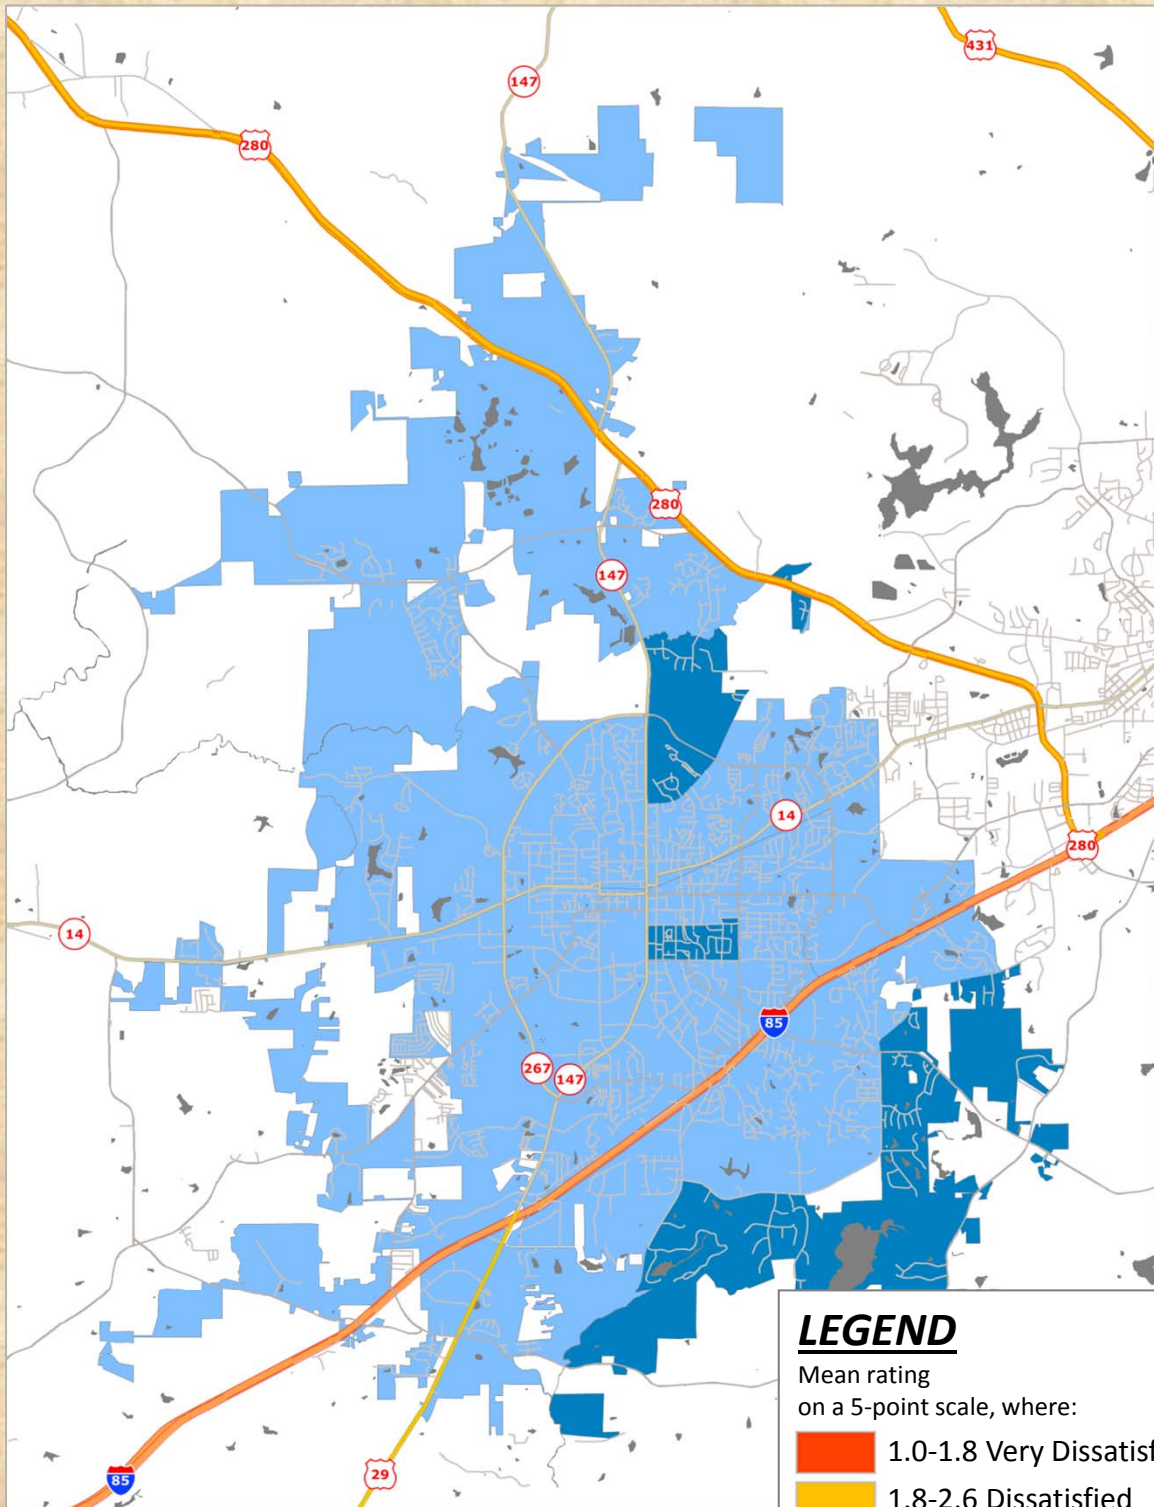 431
147
280
280
147
14
280
14
85
267
147
LEGEND
Mean rating
on a 5-point scale, where:
1.0-1.8 Very Dissatisf
85
29
1.8-2.6 Dissatisfied